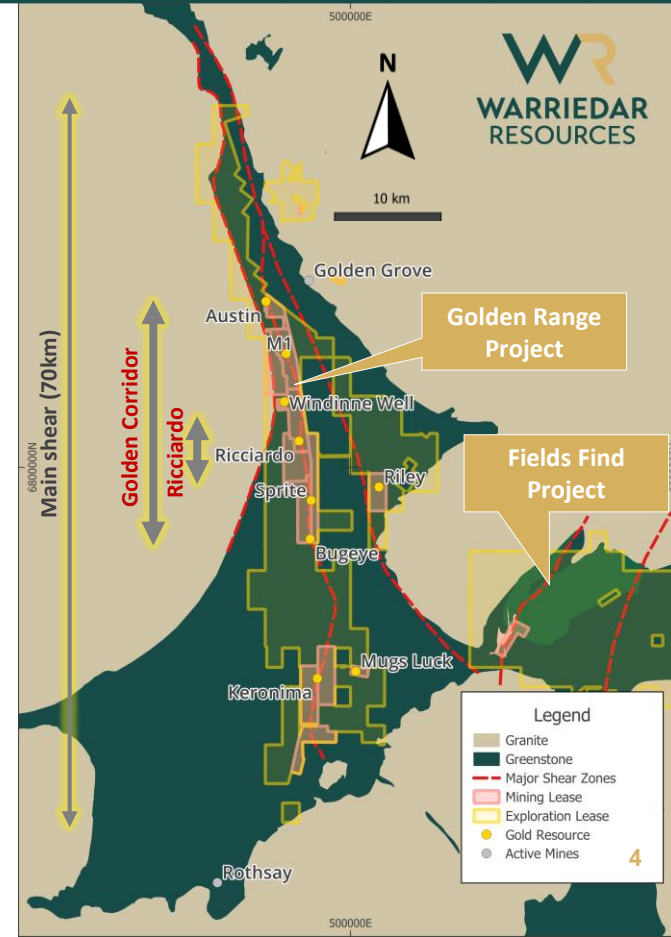 500000E
WARRIEDAR
RESOURCES
N
10 km
Golden Grove
Austin
M1
Golden Range
Project
Windinne Well
Main shear (70km)
Golden Corridor
Ricciardo
6800000N
Ricciardo
Riley
Sprite
Fields Find
Project
Bugeye
Mugs Luck
Keronima
Legend
Granite
Greenstone
Major Shear Zones
Mining Lease
Exploration Lease
Gold Resource
Active Mines
4
Rothsay
500000E